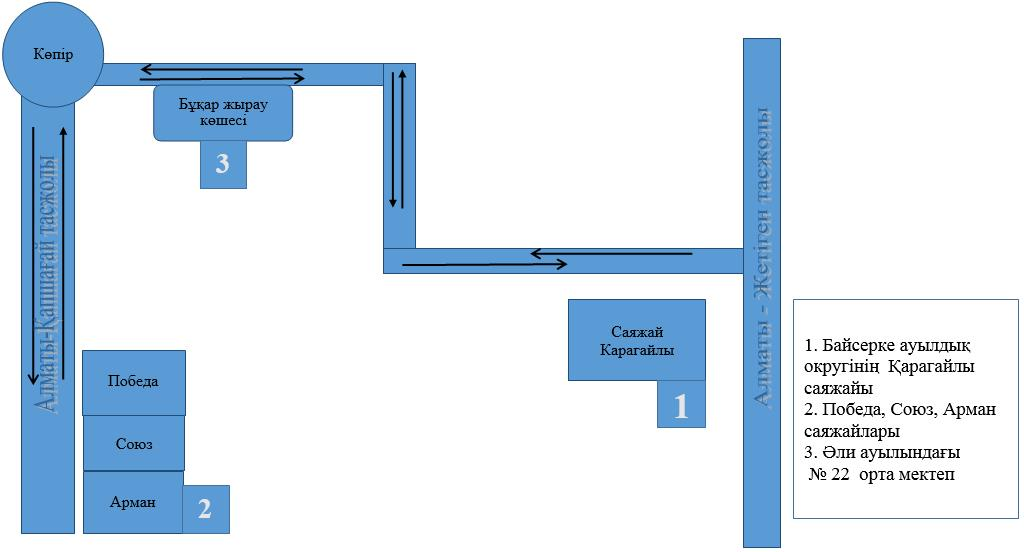 Көпір
Бұқар жырау
көшесі
3
Алматы-Қапшағай тасжолы
Победа
Союз
Арман
2
Саяжай
Карагайлы
1
Алматы - Жетіген тасжолы
1. Байсерке ауылдық
округінің  Қарағайлы
саяжайы
2. Победа, Союз, Арман
саяжайлары
3. Әли ауылындағы
№ 22  орта мектеп